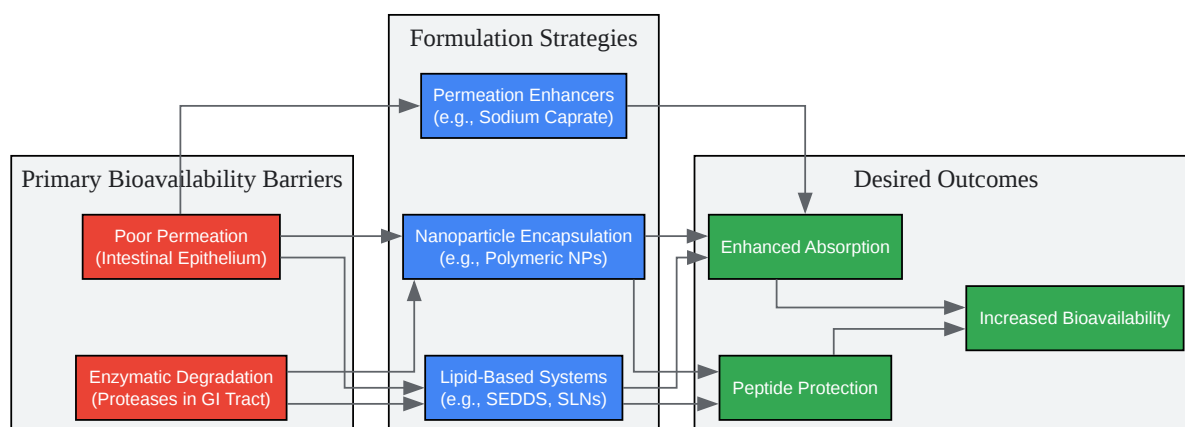 Formulation Strategies
Permeation Enhancers
(e.g., Sodium Caprate)
Primary Bioavailability Barriers
Desired Outcomes
Poor Permeation
(Intestinal Epithelium)
Nanoparticle Encapsulation
(e.g., Polymeric NPs)
Enhanced Absorption
Increased Bioavailability
Enzymatic Degradation
(Proteases in GI Tract)
Lipid-Based Systems
(e.g., SEDDS, SLNs)
Peptide Protection